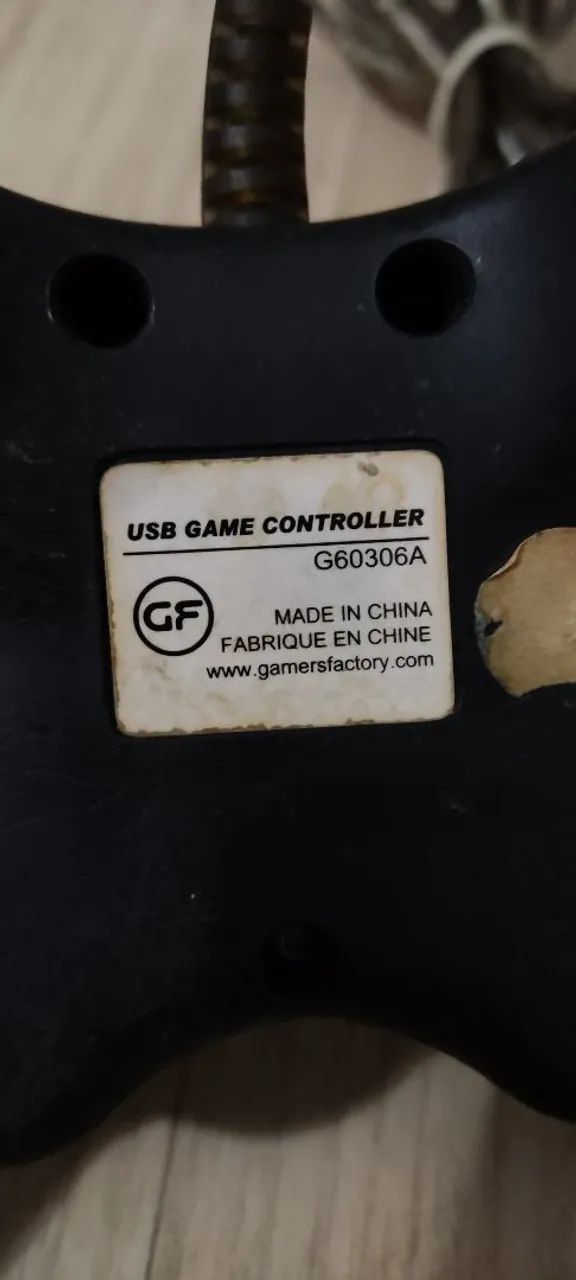 USB GAME CONTROLLER
G60306A
GF
MADE IN CHINA
FABRIQUE EN CHINE
www.gamersfactory.com